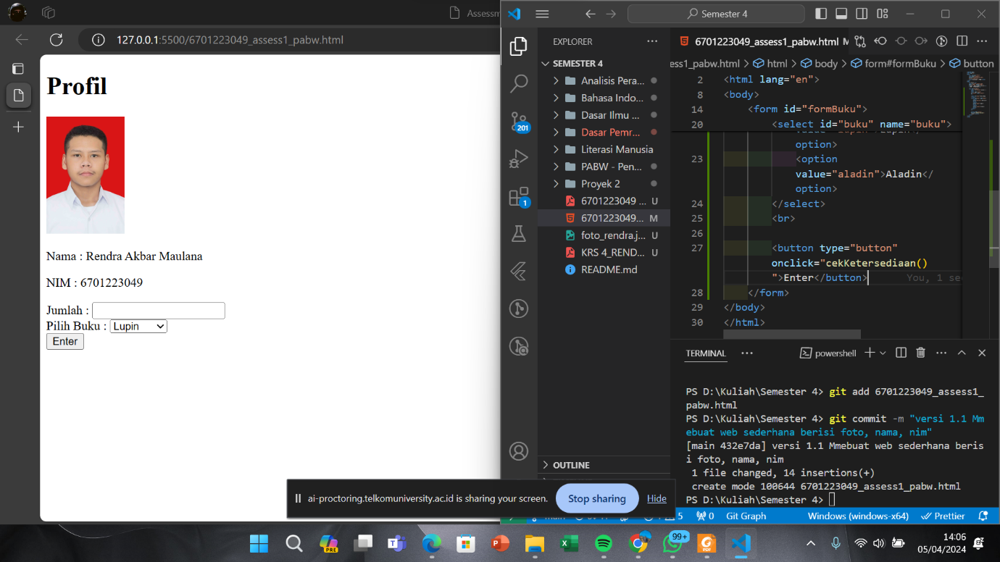 Assessm
127.0.0.1:5500/6701223049_assess1_pabw.html
Profil
Nama : Rendra Akbar Maulana
NIM : 6701223049
Jumlah :
Pilih Buku : Lupin
Enter
Semester 4
EXPLORER
SEMESTER 4
Analisis Pera...
Bahasa Indo...
Dasar Ilmu ...
Dasar Pemr...
Literasi Manusia
PABW - Pen...
Proyek 2
6701223049 ... U
6701223049... M
foto_rendra.j... U
KRS 4_REND... U
README.md
OUTLINE
201
1
6701223049_assess1_pabw.html M
ess1_pabw.html > html > body > form#formBuku > button
2 <html lang="en">
8 <body>
14 <form id="formBuku">
20 <select id="buku" name="buku">
value="lupin">Lupin</
option>
23 <option
value="aladin">Aladin</
option>
24 </select>
25 <br>
26
27 <button type="button"
onclick="cekKetersediaan()
">Enter</button> You, 1 se
28 </form>
29 </body>
30 </html>
TERMINAL
powershell
PS D:\Kuliah\Semester 4> git add 6701223049_assess1_
pabw.html
PS D:\Kuliah\Semester 4> git commit -m "versi 1.1 Mm
ebuat web sederhana berisi foto, nama, nim"
[main 432e7da] versi 1.1 Mmebuat web sederhana beris
i foto, nama, nim
1 file changed, 14 insertions(+)
create mode 100644 6701223049_assess1_pabw.html
PS D:\Kuliah\Semester 4>
ai-proctoring.telkomuniversity.ac.id is sharing your screen.
Stop sharing
Hide
5
0
Git Graph
Windows (windows-x64)
Prettier
PRE
99+
PDF
14:06
05/04/2024